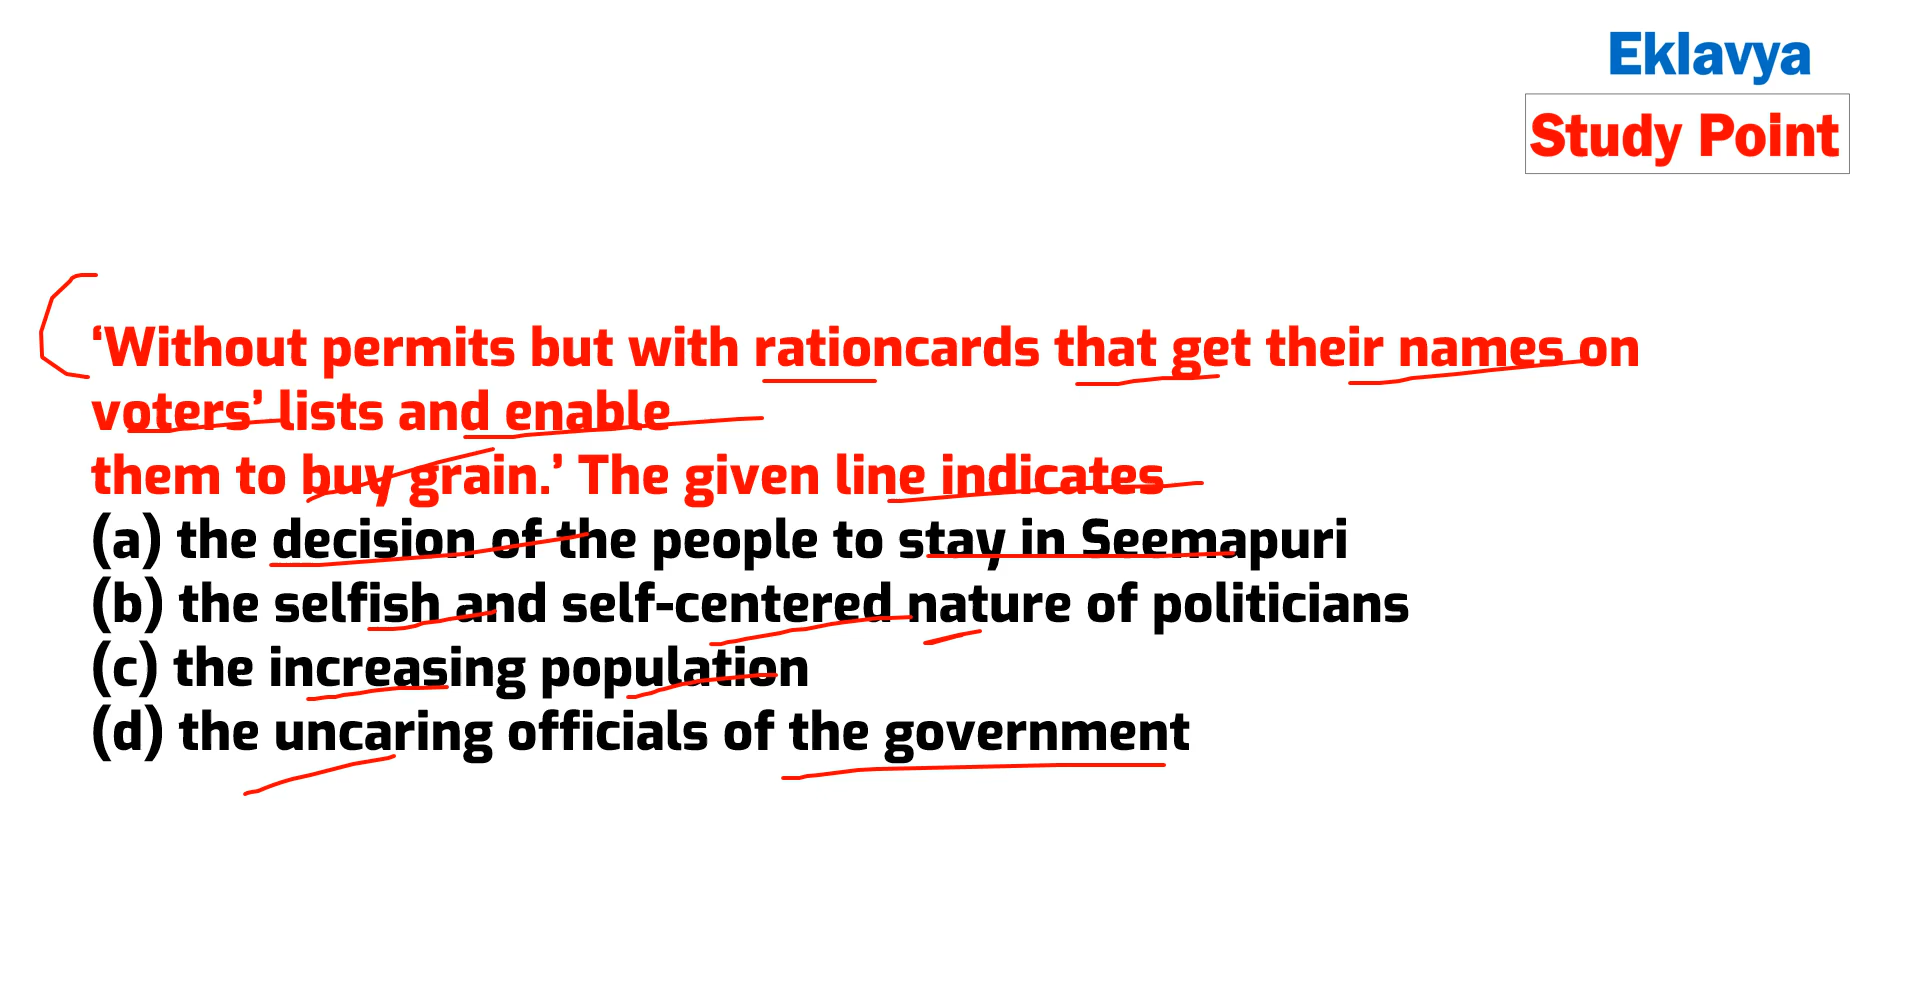 Eklavya
Study Point
‘Without permits but with rationcards that get their names on
voters’ lists and enable
them to buy grain.’ The given line indicates
(a) the decision of the people to stay in Seemapuri
(b) the selfish and self-centered nature of politicians
(c) the increasing population
(d) the uncaring officials of the government